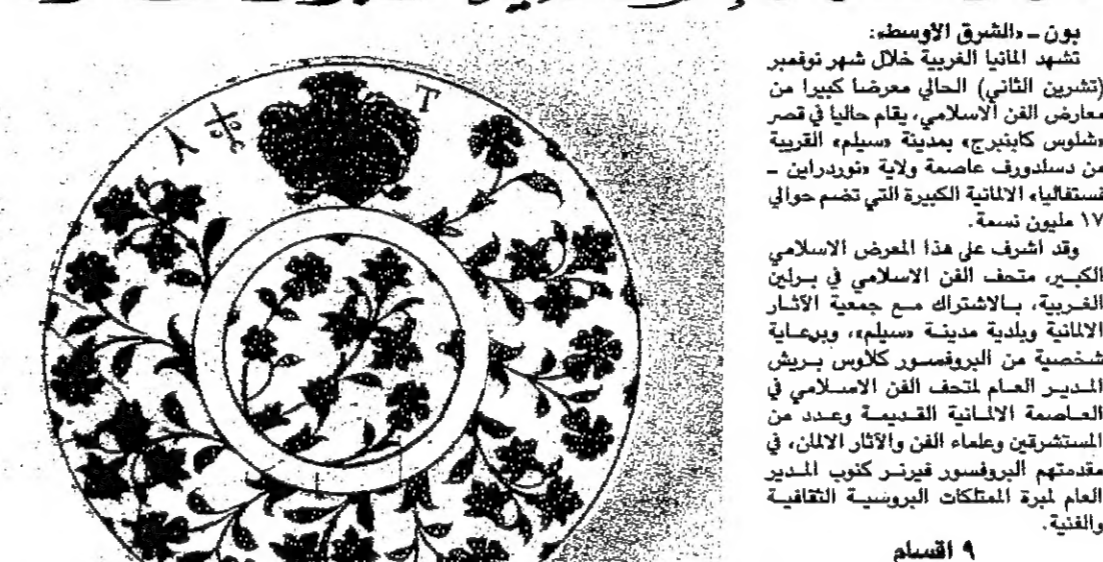 بون ـ «الشرق الأوسط»:
تشهد المانيا الغربية خلال شهر نوفمبر
(تشرين الثاني) الحالي معرضا كبيرا من
معارض الفن الاسلامي، يقام حاليا في قصر
«شلوس كابنبرج» بمدينة «سيلم» القريبة
من دسلدورف عاصمة ولاية «نوردراين ـ
فستفاليا» الالمانية الكبيرة التي تضم حوالي
١٧ مليون نسمة.
وقد اشرف على هذا المعرض الاسلامي
الكبير، متحف الفن الاسلامي في برلين
الغربية، بالاشتراك مع جمعية الآثار
الالمانية وبلدية مدينة «سيلم»، وبرعاية
شخصية من البروفسور كلاوس بريش
المدير العام لمتحف الفن الاسلامي في
العاصمة الالمانية القديمة وعدد من
المستشرقين وعلماء الفن والآثار الالمان، في
مقدمتهم البروفسور فيرنر كنوب المدير
العام لمبرة الممتلكات البروسية الثقافية
والفنية.
٩ اقسام
T